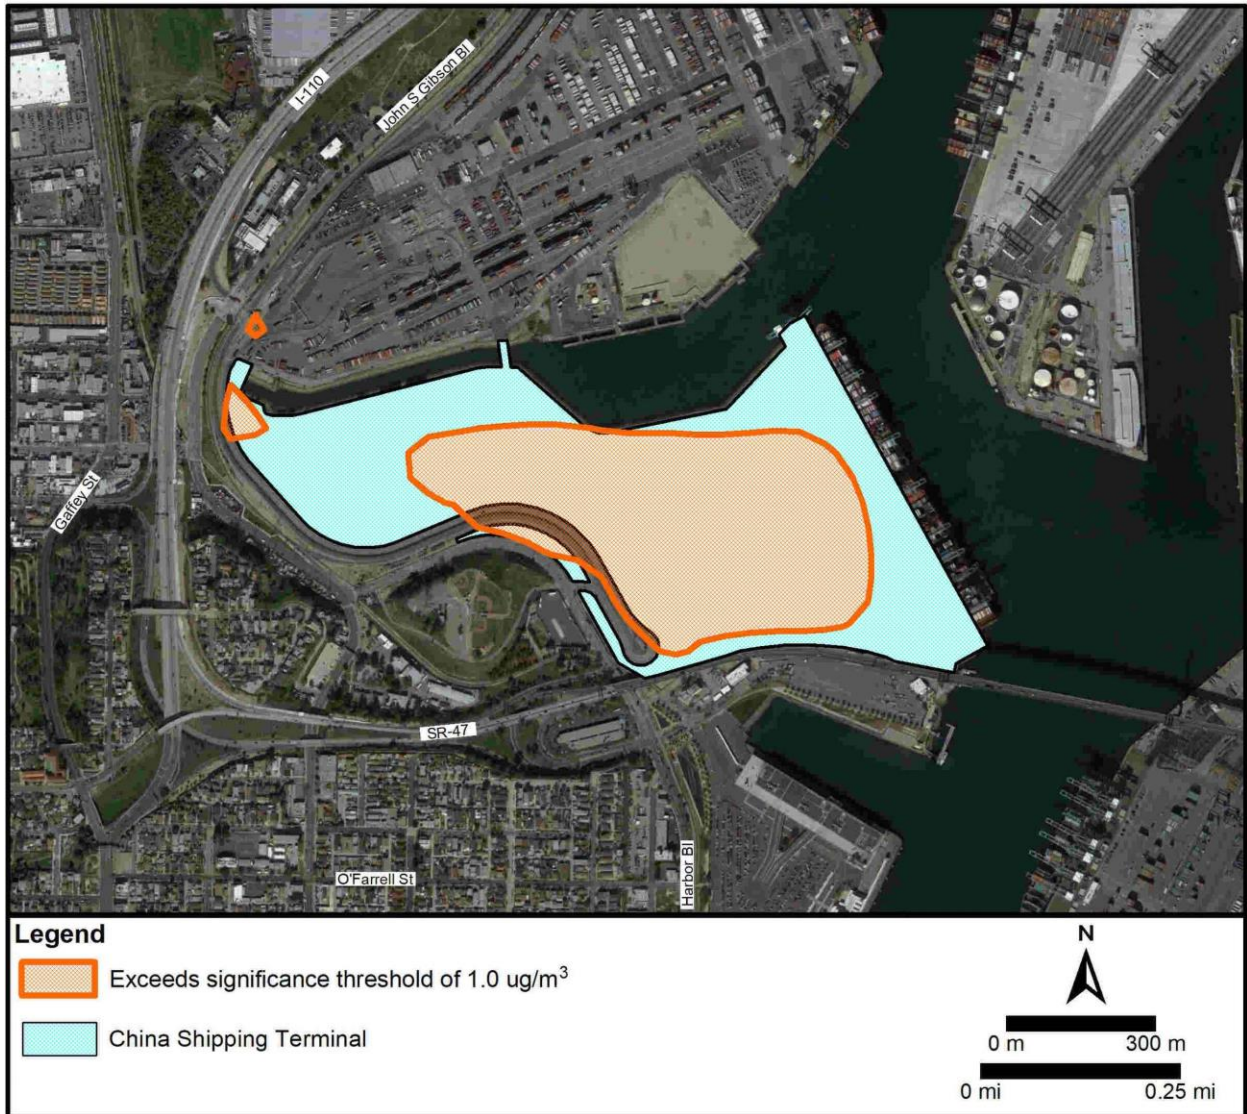 I-110
John S Gibson Bl
Gaffey St
SR-47
O'Farrell St
Harbor Bl
Legend
Exceeds significance threshold of 1.0 ug/m³
China Shipping Terminal
N
0 m 300 m
0 mi 0.25 mi